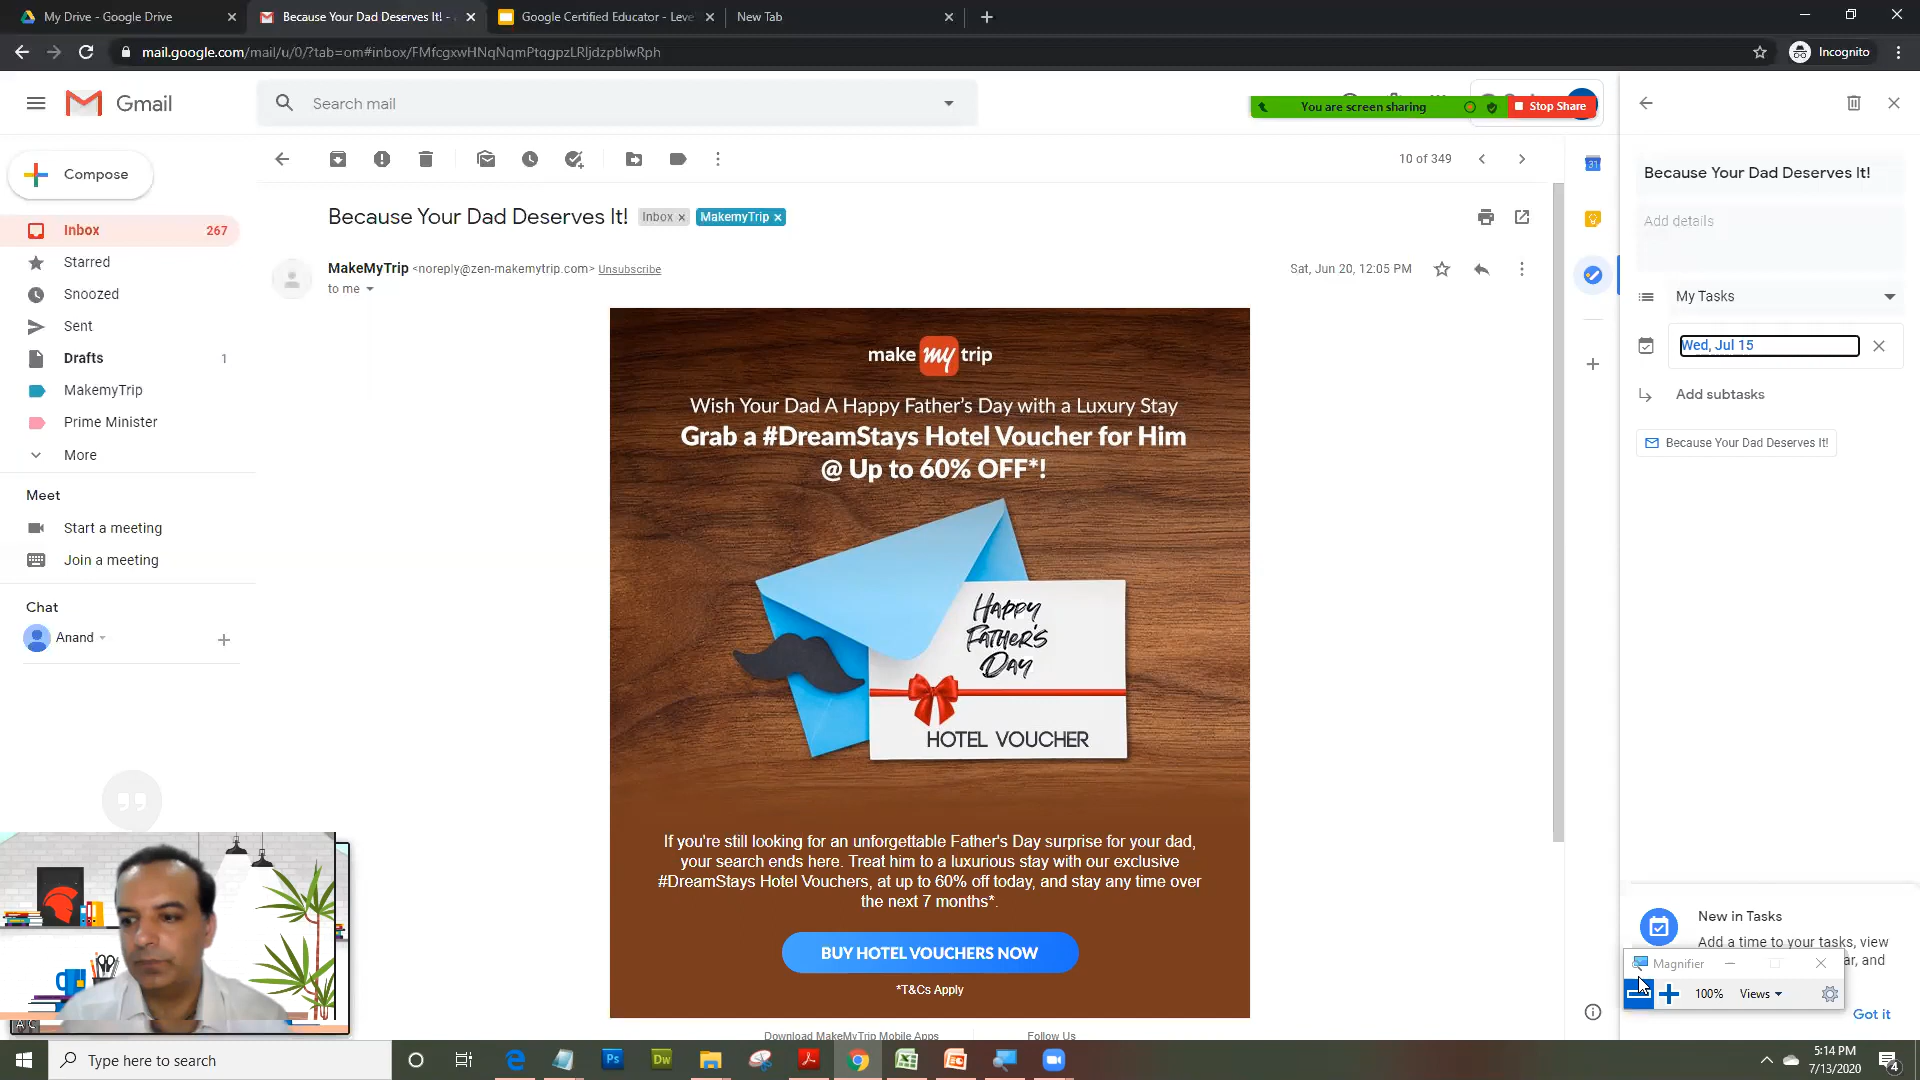 My Drive - Google Drive
Because Your Dad Deserves It! -
Google Certified Educator - Leve
New Tab
mail.google.com/mail/u/0/?tab=om#inbox/FMfcgxwHNqNqmPtqgpzLRljdzpblwRph
Incognito
Gmail
Search mail
You are screen sharing
Stop Share
Compose
10 of 349
Because Your Dad Deserves It!
Inbox
MakemyTrip
MakeMyTrip <noreply@zen-makemytrip.com> Unsubscribe
Sat, Jun 20, 12:05 PM
to me
Inbox
267
Starred
Snoozed
Sent
Drafts
1
MakemyTrip
Prime Minister
More
Meet
Start a meeting
Join a meeting
Chat
Anand
make my trip
Wish Your Dad A Happy Father's Day with a Luxury Stay
Grab a #DreamStays Hotel Voucher for Him
@ Up to 60% OFF*!
Happy
Father's
Day
HOTEL VOUCHER
If you're still looking for an unforgettable Father's Day surprise for your dad,
your search ends here. Treat him to a luxurious stay with our exclusive
#DreamStays Hotel Vouchers, at up to 60% off today, and stay any time over
the next 7 months*.
BUY HOTEL VOUCHERS NOW
*T&Cs Apply
Download MakeMyTrip Mobile Apps
Follow Us
31
Because Your Dad Deserves It!
Add details
My Tasks
Wed, Jul 15
Add subtasks
Because Your Dad Deserves It!
New in Tasks
Add a time to your tasks, view
ar, and
Magnifier
100%
Views
Got it
A C
Type here to search
Ps
Dw
5:14 PM
7/13/2020
4